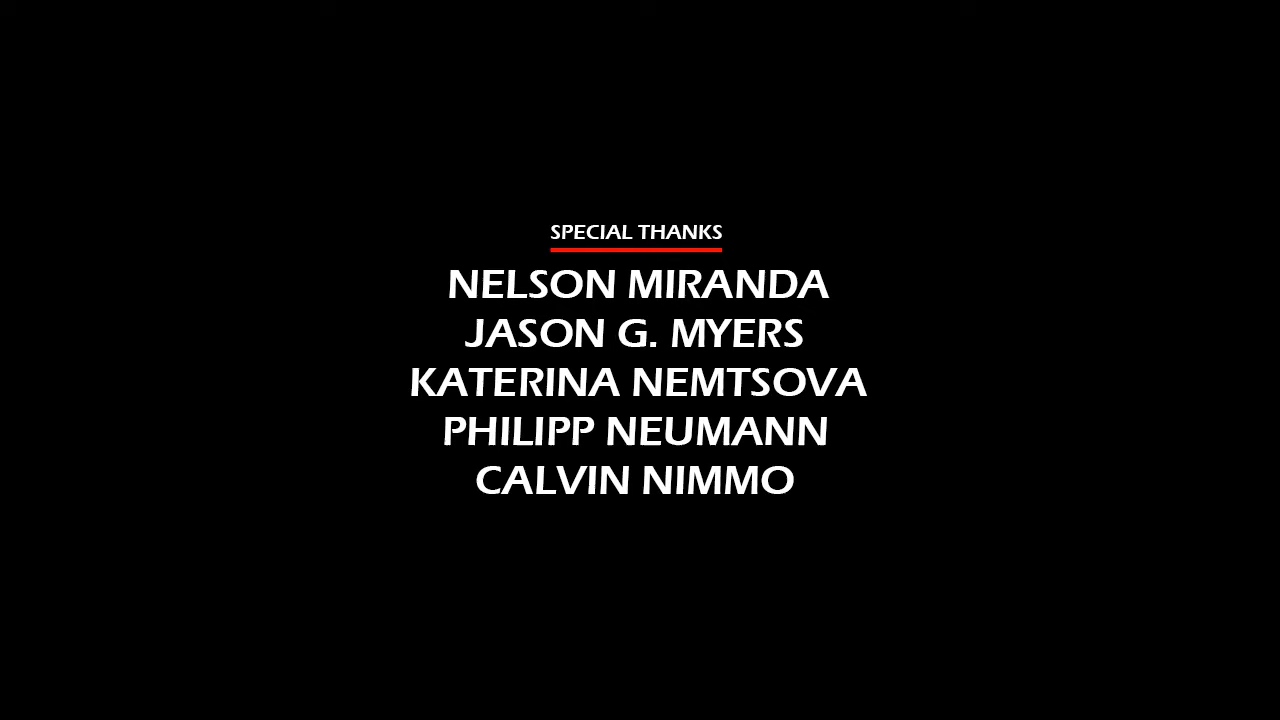 SPECIAL THANKS
NELSON MIRANDA
JASON G. MYERS
KATERINA NEMTSOVA
PHILIPP NEUMANN
CALVIN NIMMO